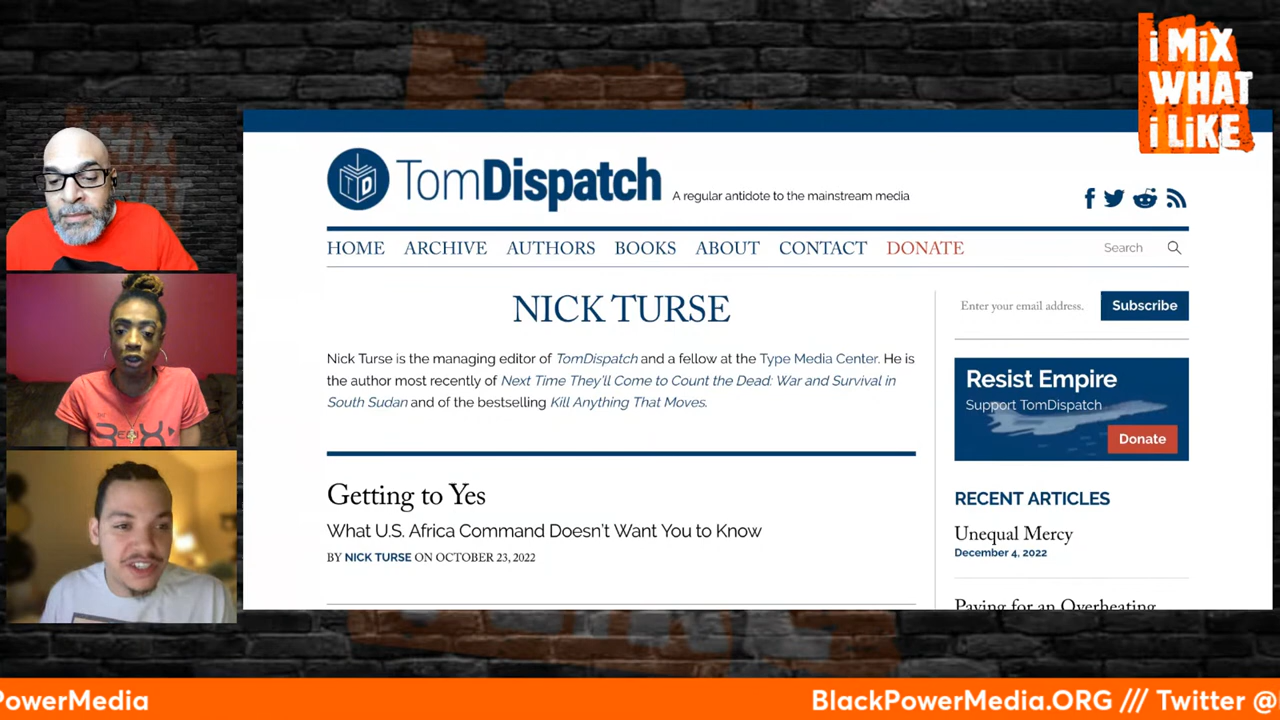 i MiX
WHAT
i LiKE
TD
TomDispatch
A regular antidote to the mainstream media
HOME ARCHIVE AUTHORS BOOKS ABOUT CONTACT DONATE
Search
NICK TURSE
Nick Turse is the managing editor of TomDispatch and a fellow at the Type Media Center. He is
the author most recently of Next Time They'll Come to Count the Dead: War and Survival in
South Sudan and of the bestselling Kill Anything That Moves.
Getting to Yes
What U.S. Africa Command Doesn't Want You to Know
BY NICK TURSE ON OCTOBER 23, 2022
Enter your email address.
Subscribe
Resist Empire
Support TomDispatch
Donate
RECENT ARTICLES
Unequal Mercy
December 4, 2022
Paying for an Overheating
PowerMedia
BlackPowerMedia.ORG /// Twitter @